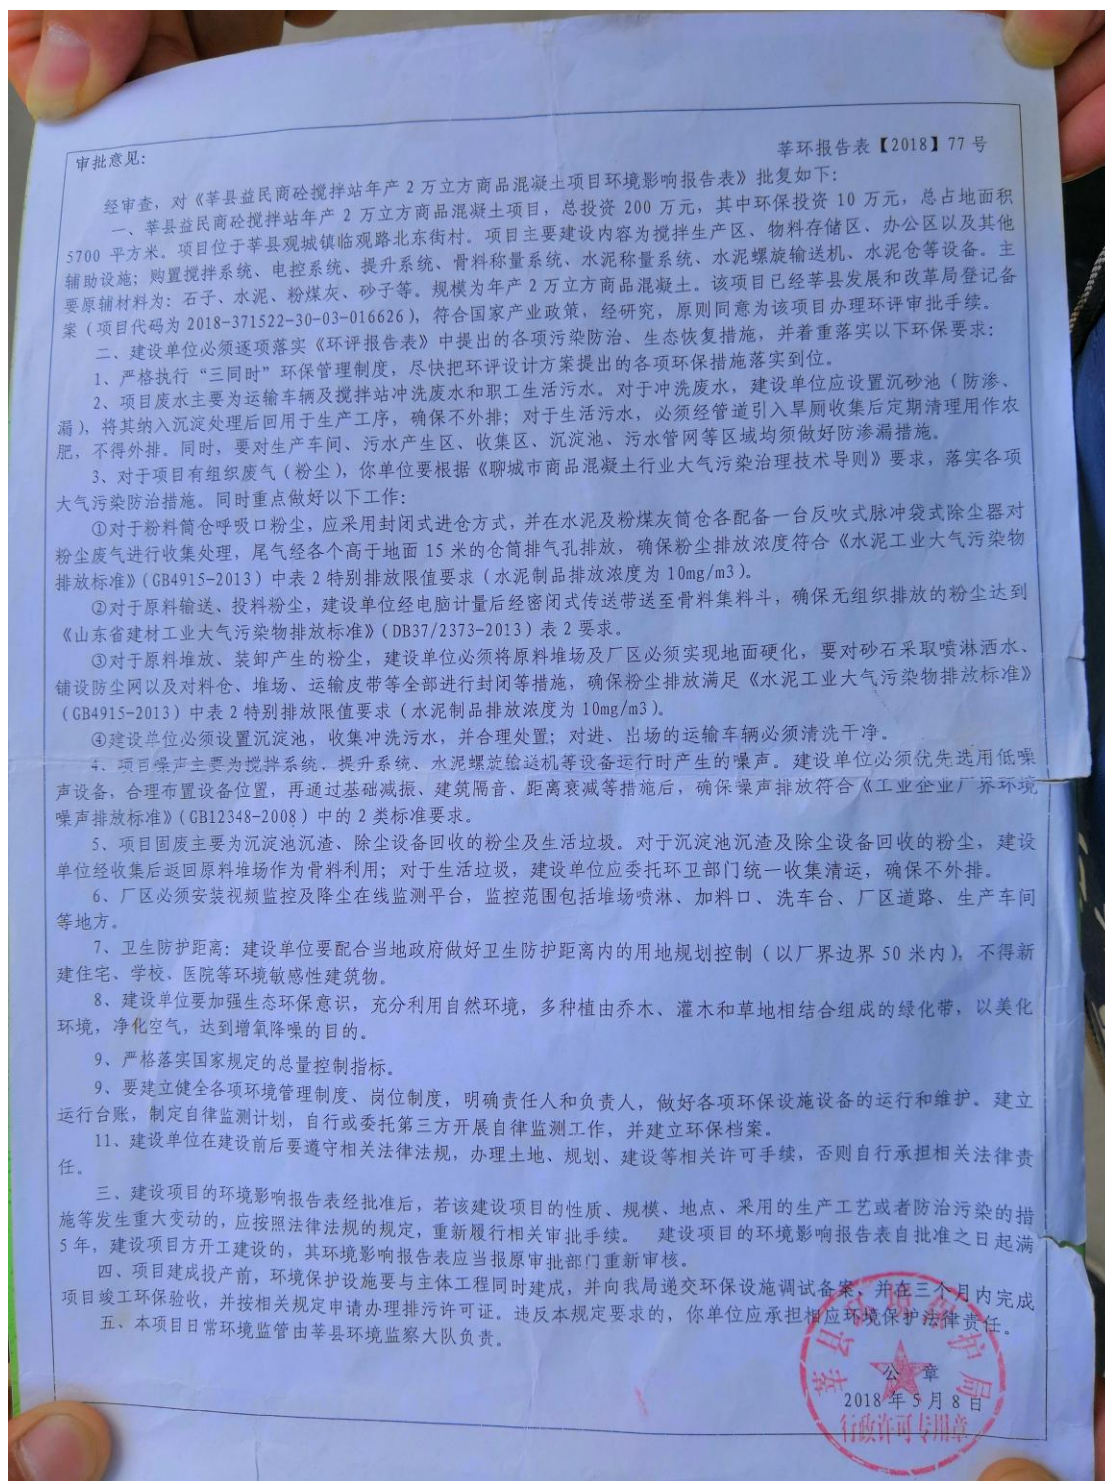 审批意见：
莘环报告表【2018】77号
经审查，对《莘县益民商砼搅拌站年产2万立方商品混凝土项目环境影响报告表》批复如下：
一、莘县益民商砼搅拌站年产2万立方商品混凝土项目，总投资200万元，其中环保投资10万元，总占地面积
5700平方米。项目位于莘县观城镇临观路北东街村。项目主要建设内容为搅拌生产区、物料存储区、办公区以及其他
辅助设施；购置搅拌系统、电控系统、提升系统、骨料称量系统、水泥称量系统、水泥螺旋输送机、水泥仓等设备。主
要原辅材料为：石子、水泥、粉煤灰、砂子等。规模为年产2万立方商品混凝土。该项目已经莘县发展和改革局登记备
案（项目代码为2018-371522-30-03-016626），符合国家产业政策，经研究，原则同意为该项目办理环评审批手续。
二、建设单位必须逐项落实《环评报告表》中提出的各项污染防治、生态恢复措施，并着重落实以下环保要求：
1、严格执行“三同时”环保管理制度，尽快把环评设计方案提出的各项环保措施落实到位。
2、项目废水主要为运输车辆及搅拌站冲洗废水和职工生活污水。对于冲洗废水，建设单位应设置沉砂池（防渗、
漏），将其纳入沉淀处理后回用于生产工序，确保不外排；对于生活污水，必须经管道引入旱厕收集后定期清理用作农
肥，不得外排。同时，要对生产车间、污水产生区、收集区、沉淀池、污水管网等区域均须做好防渗漏措施。
3、对于项目有组织废气（粉尘），你单位要根据《聊城市商品混凝土行业大气污染治理技术导则》要求，落实各项
大气污染防治措施。同时重点做好以下工作：
①对于粉料筒仓呼吸口粉尘，应采用封闭式进仓方式，并在水泥及粉煤灰筒仓各配备一台反吹式脉冲袋式除尘器对
粉尘废气进行收集处理，尾气经各个高于地面15米的仓筒排气孔排放，确保粉尘排放浓度符合《水泥工业大气污染物
排放标准》（GB4915-2013）中表2特别排放限值要求（水泥制品排放浓度为10mg/m3）。
②对于原料输送、投料粉尘，建设单位经电脑计量后经密闭式传送带送至骨料集料斗，确保无组织排放的粉尘达到
《山东省建材工业大气污染物排放标准》（DB37/2373-2013）表2要求。
③对于原料堆放、装卸产生的粉尘，建设单位必须将原料堆场及厂区必须实现地面硬化，要对砂石采取喷淋洒水、
铺设防尘网以及对料仓、堆场、运输皮带等全部进行封闭等措施，确保粉尘排放满足《水泥工业大气污染物排放标准》
（GB4915-2013）中表2特别排放限值要求（水泥制品排放浓度为10mg/m3）。
④建设单位必须设置沉淀池，收集冲洗污水，并合理处置；对进、出场的运输车辆必须清洗干净。
4、项目噪声主要为搅拌系统、提升系统、水泥螺旋输送机等设备运行时产生的噪声。建设单位必须优先选用低噪
声设备，合理布置设备位置，再通过基础减振、建筑隔音、距离衰减等措施后，确保噪声排放符合《工业企业厂界环境
噪声排放标准》（GB12348-2008）中的2类标准要求。
5、项目固废主要为沉淀池沉渣、除尘设备回收的粉尘及生活垃圾。对于沉淀池沉渣及除尘设备回收的粉尘，建设
单位经收集后返回原料堆场作为骨料利用；对于生活垃圾，建设单位应委托环卫部门统一收集清运，确保不外排。
6、厂区必须安装视频监控及降尘在线监测平台，监控范围包括堆场喷淋、加料口、洗车台、厂区道路、生产车间
等地方。
7、卫生防护距离：建设单位要配合当地政府做好卫生防护距离内的用地规划控制（以厂界边界50米内），不得新
建住宅、学校、医院等环境敏感性建筑物。
8、建设单位要加强生态环保意识，充分利用自然环境，多种植由乔木、灌木和草地相结合组成的绿化带，以美化
环境，净化空气，达到增氧降噪的目的。
9、严格落实国家规定的总量控制指标。
9、要建立健全各项环境管理制度、岗位制度，明确责任人和负责人，做好各项环保设施设备的运行和维护。建立
运行台账，制定自律监测计划，自行或委托第三方开展自律监测工作，并建立环保档案。
11、建设单位在建设前后要遵守相关法律法规，办理土地、规划、建设等相关许可手续，否则自行承担相关法律责
任。
三、建设项目的环境影响报告表经批准后，若该建设项目的性质、规模、地点、采用的生产工艺或者防治污染的措
施等发生重大变动的，应按照法律法规的规定，重新履行相关审批手续。 建设项目的环境影响报告表自批准之日起满
5年，建设项目方开工建设的，其环境影响报告表应当报原审批部门重新审核。
四、项目建成投产前，环境保护设施要与主体工程同时建成，并向我局递交环保设施调试备案，并在三个月内完成
项目竣工环保验收，并按相关规定申请办理排污许可证。违反本规定要求的，你单位应承担相应环境保护法律责任。
五、本项目日常环境监管由莘县环境监察大队负责。
莘县环境保护局
公 章
2018年5月8日
行政许可专用章